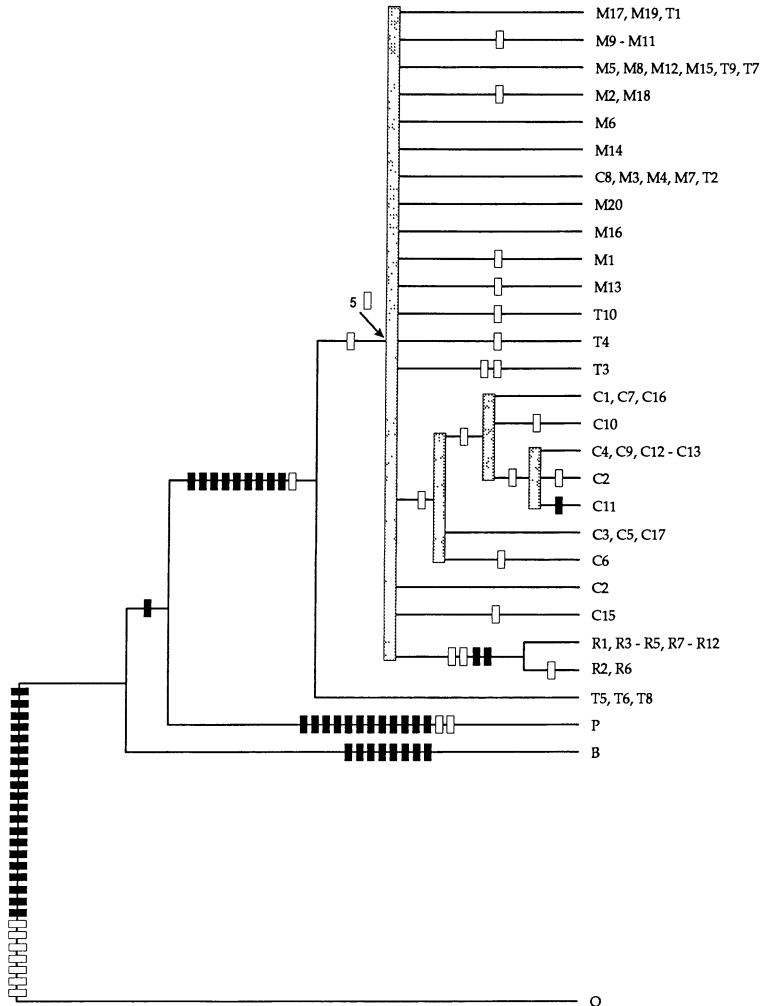 M17, M19, T1
M9 - M11
M5, M8, M12, M15, T9, T7
M2, M18
M6
M14
C8, M3, M4, M7, T2
M20
M16
M1
M13
5
T10
T4
T3
C1, C7, C16
C10
C4, C9, C12 - C13
C2
C11
C3, C5, C17
C6
C2
C15
R1, R3 - R5, R7 - R12
R2, R6
T5, T6, T8
P
B
O